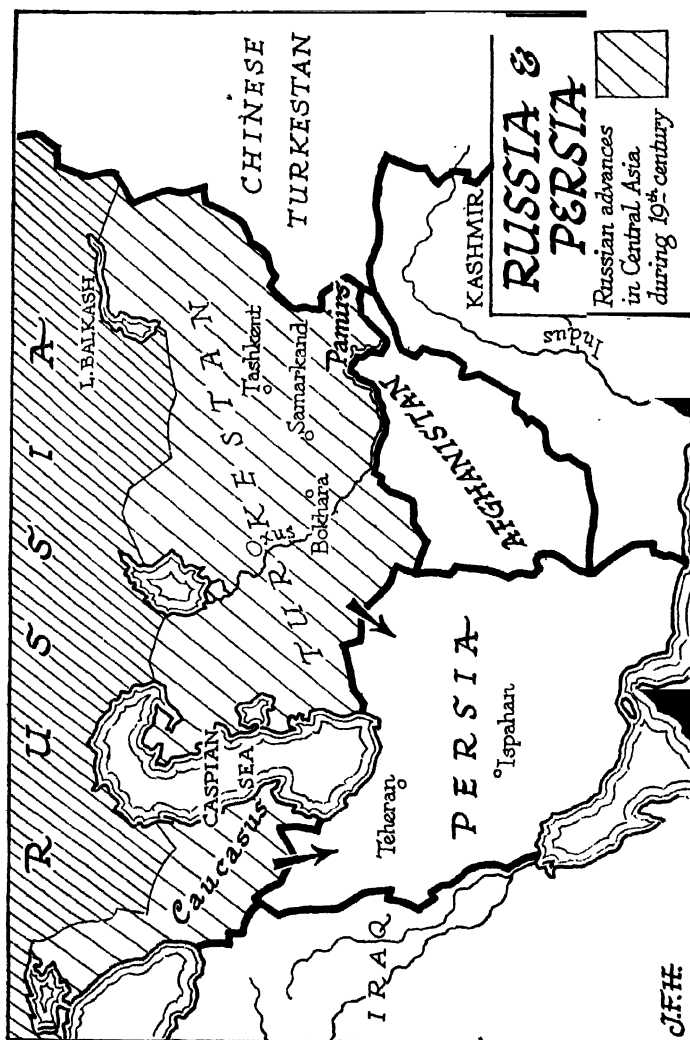 RUSSIA &
PERSIA
Russian advances
in Central Asia
during 19th century
RUSSIA
L. BALKASH
CHINESE
TURKESTAN
TURKESTAN
Tashkent
Samarkand
Pamirs
Oxus
Bokhara
KASHMIR
Indus
AFGHANISTAN
CASPIAN
SEA
Caucasus
PERSIA
Teheran
Ispahan
IRAQ
J.F.H.